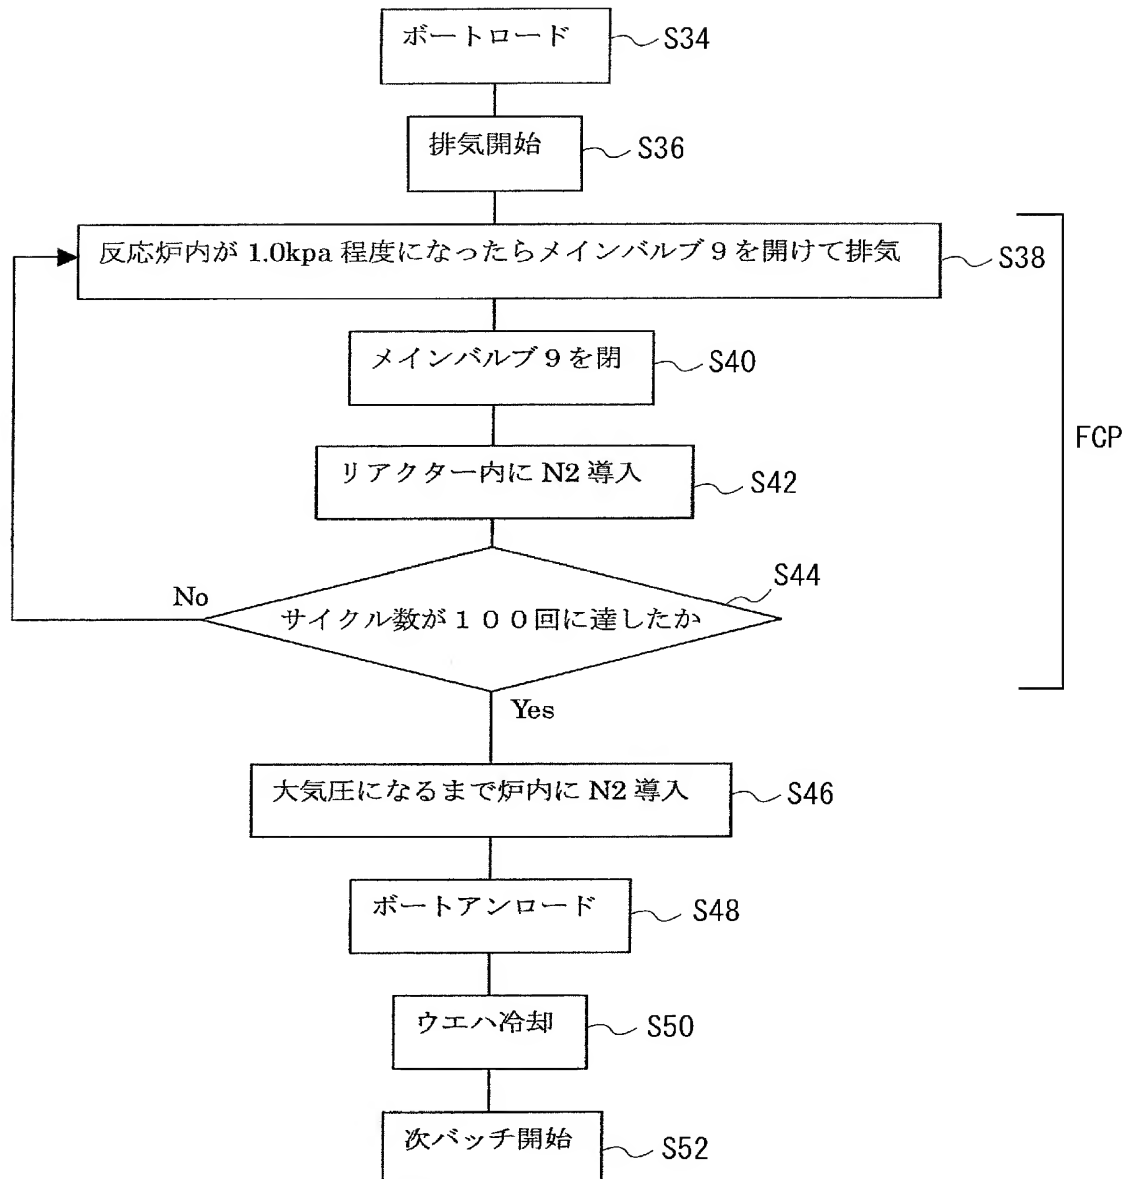 ボートロード
S34
排気開始
S36
反応炉内が 1.0kpa 程度になったらメインバルブ９を開けて排気
S38
メインバルブ９を閉
S40
FCP
リアクター内に N2 導入
S42
S44
No
サイクル数が１００回に達したか
Yes
大気圧になるまで炉内に N2 導入
S46
ボートアンロード
S48
ウエハ冷却
S50
次バッチ開始
S52